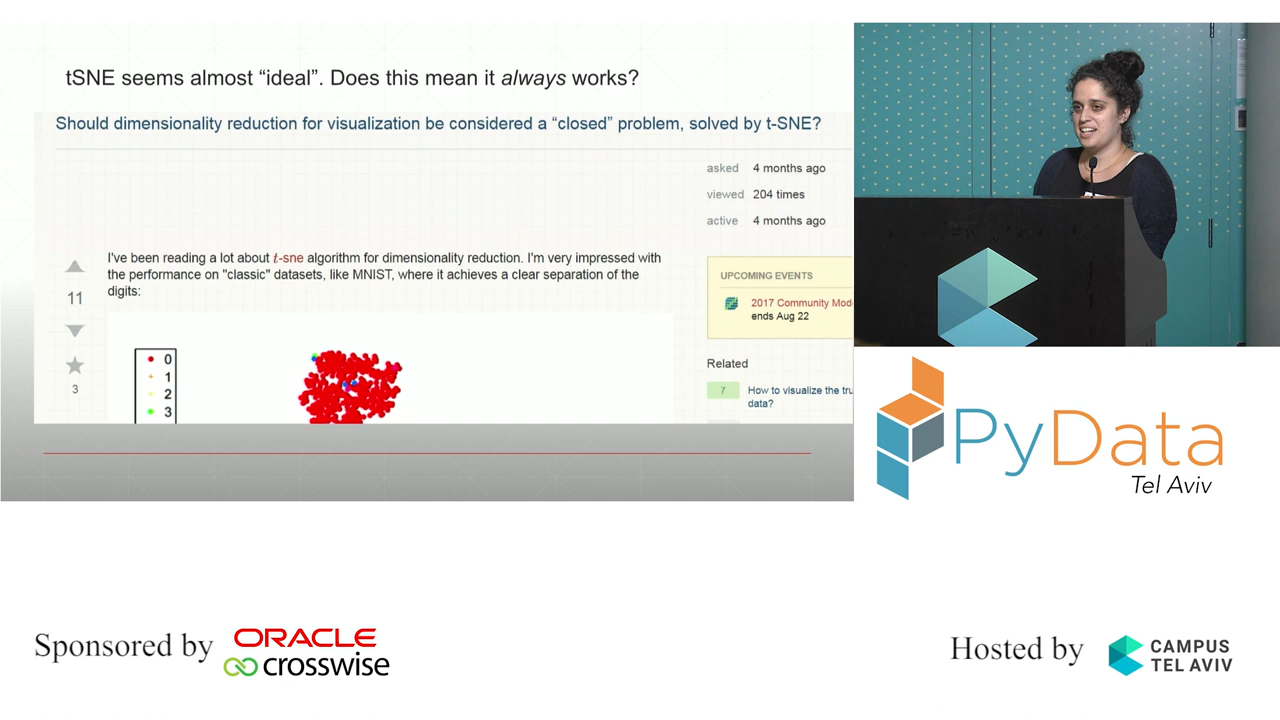 tSNE seems almost “ideal”. Does this mean it always works?
Should dimensionality reduction for visualization be considered a “closed” problem, solved by t-SNE?
asked 4 months ago
viewed 204 times
active 4 months ago
I've been reading a lot about t-sne algorithm for dimensionality reduction. I'm very impressed with
the performance on "classic" datasets, like MNIST, where it achieves a clear separation of the
digits:
11
3
0
1
2
3
UPCOMING EVENTS
2017 Community Mod
ends Aug 22
Related
7 How to visualize the tru
data?
PyData
Tel Aviv
Sponsored by ORACLE
crosswise
Hosted by CAMPUS
TEL AVIV